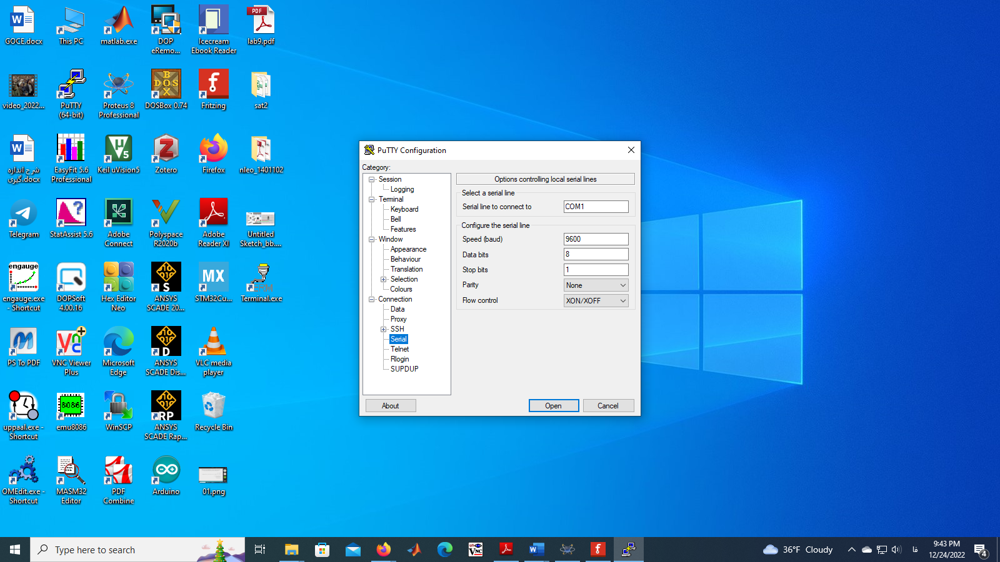 GOCE.docx
This PC
matlab.exe
DOP
eRemo...
Icecream
Ebook Reader
PDF
lab9.pdf
video_2022...
PuTTY
(64-bit)
Proteus 8
Professional
DOSBox 0.74
Fritzing
sat2
شرح اندازه
گیری.docx
EasyFit 5.6
Professional
Keil uVision5
Zotero
Firefox
nleo_1401102
Telegram
StatAssist 5.6
Adobe
Connect
Polyspace
R2020b
Adobe
Reader XI
Untitled
Sketch_bb....
engauge
engauge.exe
- Shortcut
DOPSoft
4.00.16
Hex Editor
Neo
ANSYS
SCADE 20...
MX
STM32Cu...
Terminal.exe
PS To PDF
VNC Viewer
Plus
Microsoft
Edge
ANSYS
SCADE Dis...
VLC media
player
uppaal.exe -
Shortcut
8086
emu8086
WinSCP
ANSYS
SCADE Rap...
Recycle Bin
OMEdit.exe -
Shortcut
MASM32
Editor
PDF
Combine
Arduino
01.png
PuTTY Configuration
Category:
Session
Logging
Terminal
Keyboard
Bell
Features
Window
Appearance
Behaviour
Translation
Selection
Colours
Connection
Data
Proxy
SSH
Serial
Telnet
Rlogin
SUPDUP
Options controlling local serial lines
Select a serial line
Serial line to connect to COM1
Configure the serial line
Speed (baud) 9600
Data bits 8
Stop bits 1
Parity None
Flow control XON/XOFF
About Open Cancel
Type here to search
36°F Cloudy
فا
9:43 PM
12/24/2022
4